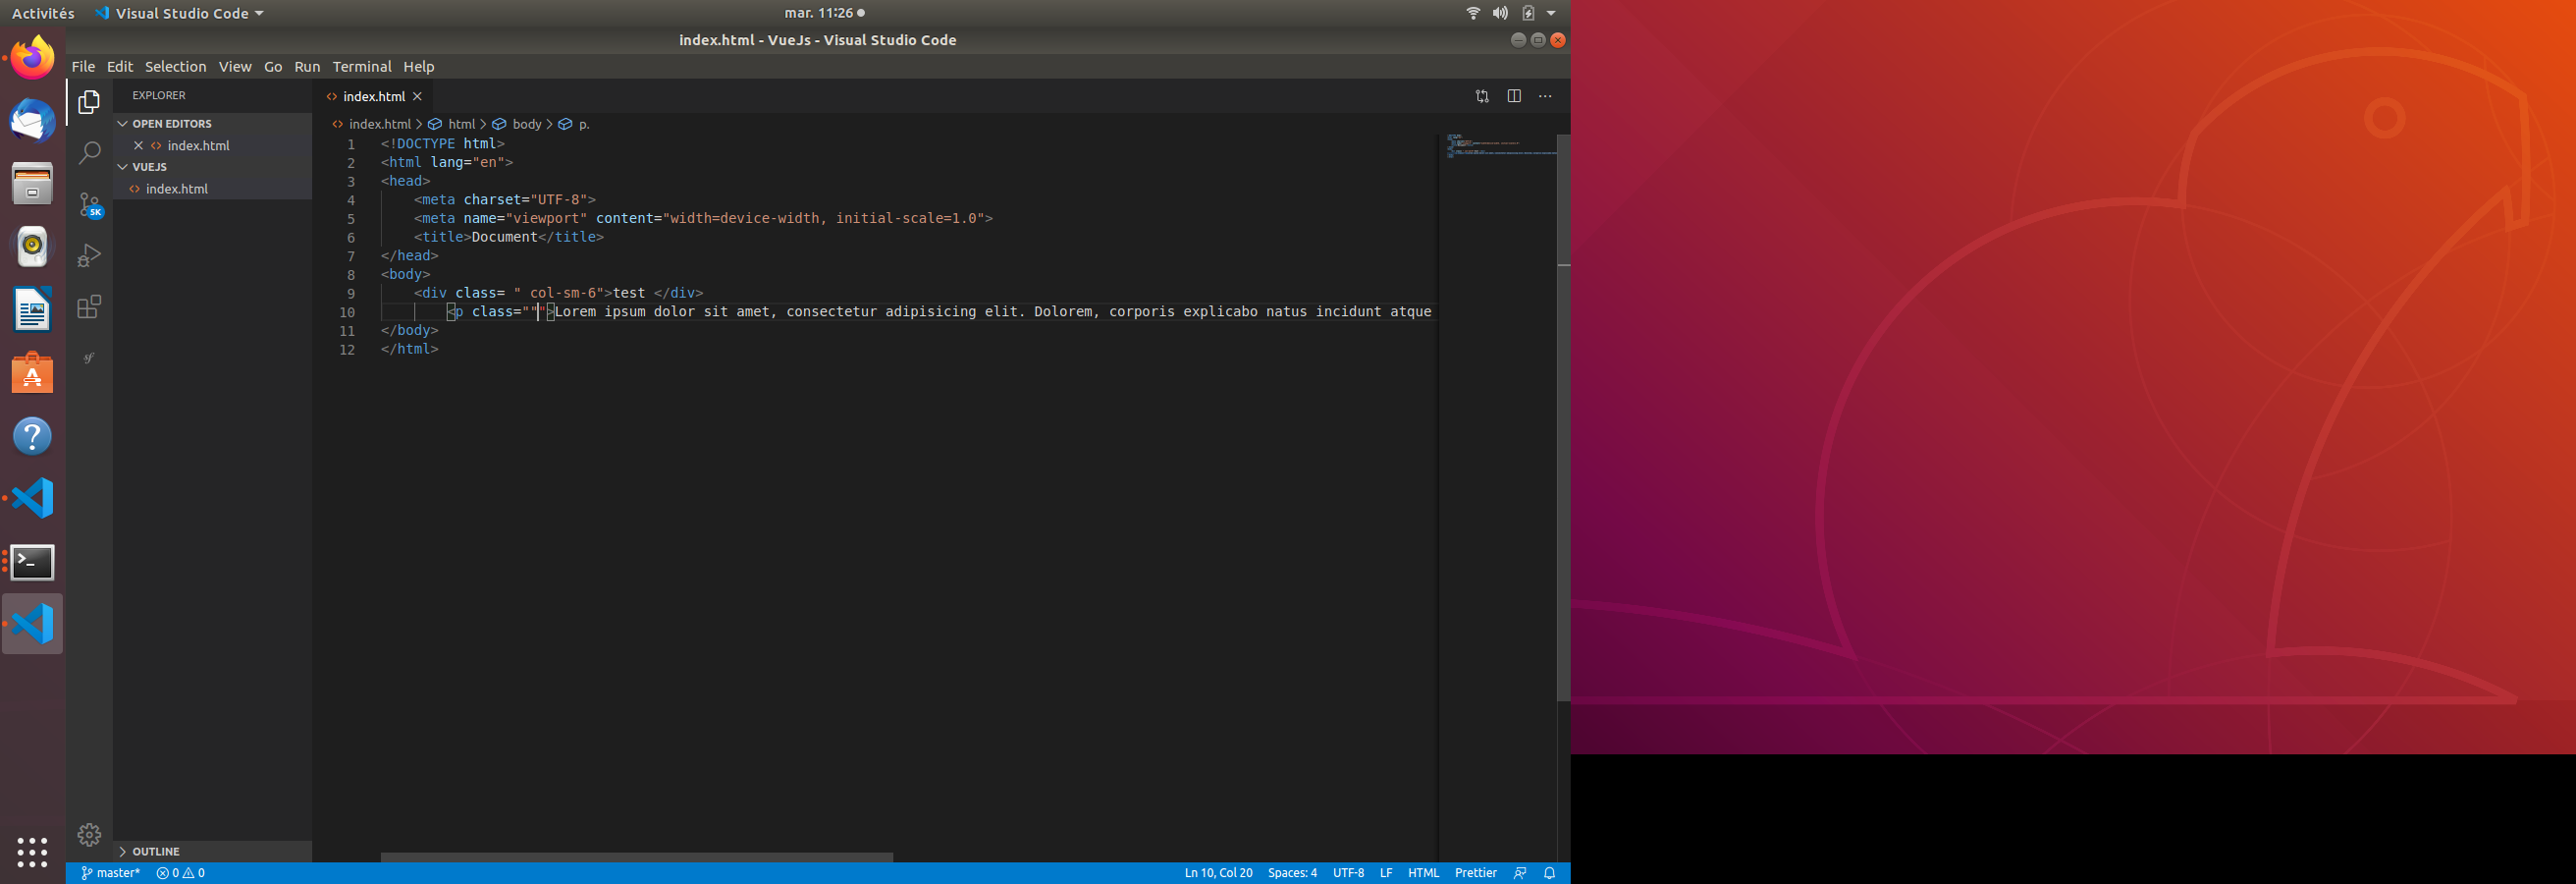 Activités Visual Studio Code mar. 11:26
index.html - VueJs - Visual Studio Code
File Edit Selection View Go Run Terminal Help
EXPLORER
OPEN EDITORS
index.html
VUEJS
index.html
SK
OUTLINE
index.html
index.html > html > body > p.
1 <!DOCTYPE html>
2 <html lang="en">
3 <head>
4 <meta charset="UTF-8">
5 <meta name="viewport" content="width=device-width, initial-scale=1.0">
6 <title>Document</title>
7 </head>
8 <body>
9 <div class= " col-sm-6">test </div>
10 <p class=""">Lorem ipsum dolor sit amet, consectetur adipisicing elit. Dolorem, corporis explicabo natus incidunt atque
11 </body>
12 </html>
master* 0 0 Ln 10, Col 20 Spaces: 4 UTF-8 LF HTML Prettier